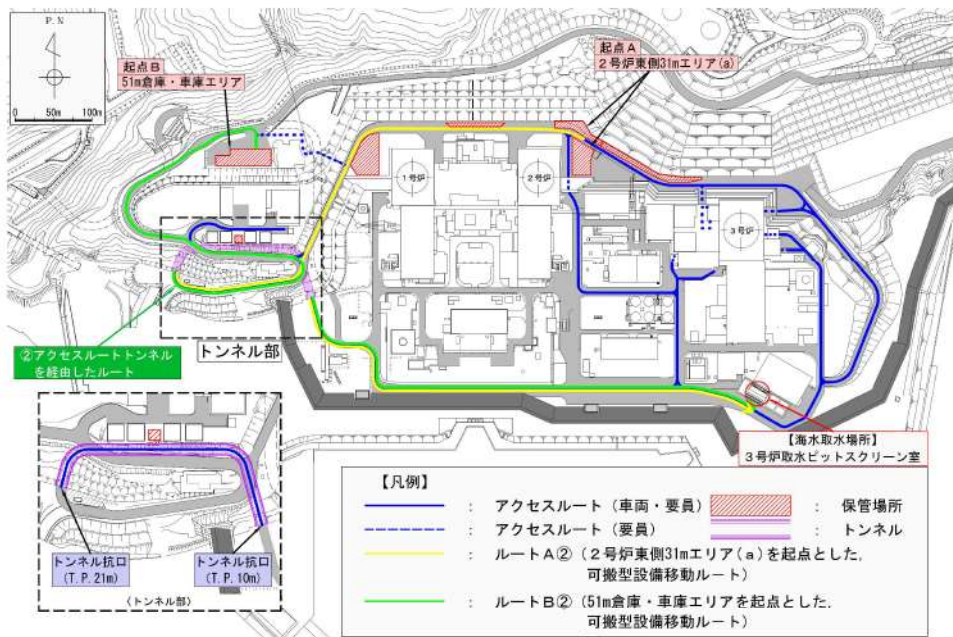 P.N
0 50m 100m
起点B
51m倉庫・車庫エリア
起点A
2号炉東側31mエリア(a)
1号炉
2号炉
3号炉
②アクセスルートトンネル
を経由したルート
トンネル部
【海水取水場所】
3号炉取水ピットスクリーン室
トンネル抗口
(T.P.21m)
トンネル抗口
(T.P.10m)
〈トンネル部〉
【凡例】
: アクセスルート(車両・要員)
: 保管場所
: アクセスルート(要員)
: トンネル
: ルートA②(2号炉東側31mエリア(a)を起点とした,
可搬型設備移動ルート)
: ルートB②(51m倉庫・車庫エリアを起点とした,
可搬型設備移動ルート)